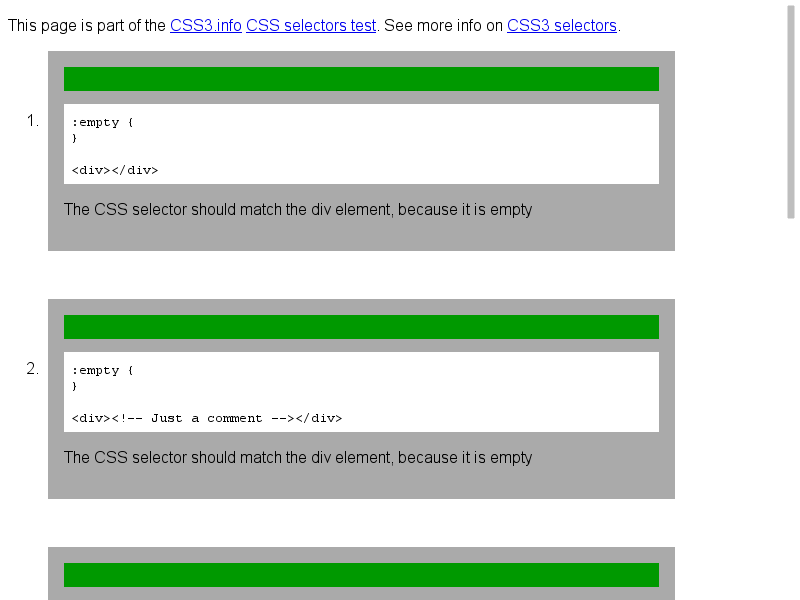 This page is part of the CSS3.info CSS selectors test. See more info on CSS3 selectors.
1.
:empty {
}
<div></div>
The CSS selector should match the div element, because it is empty
2.
:empty {
}
<div><!-- Just a comment --></div>
The CSS selector should match the div element, because it is empty